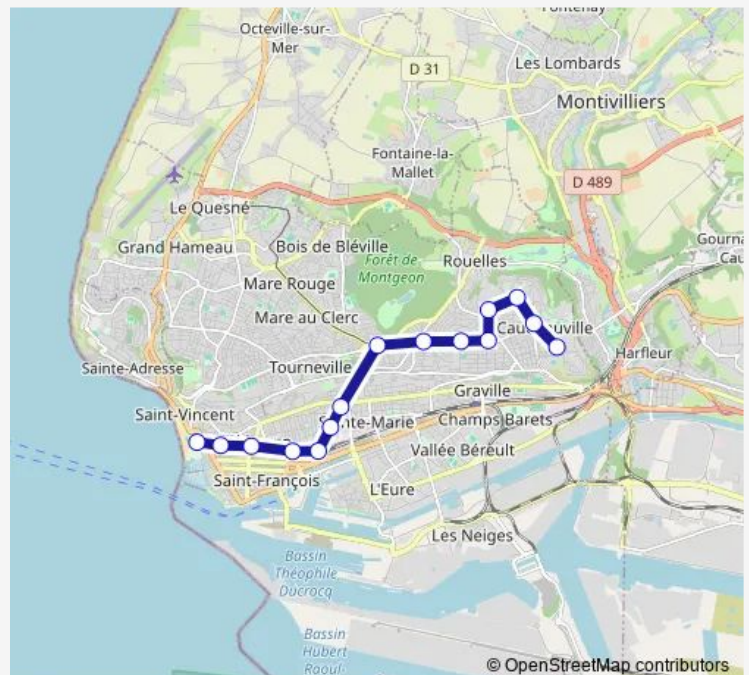 Fontenay
Octeville-sur-
Mer
D 31
Les Lombards
Montivilliers
Fontaine-la-
Mallet
D 489
Le Quesné
Grand Hameau
Bois de Bléville
Forêt de
Montgeon
Rouelles
Mare Rouge
Mare au Clerc
Harfleur
Sainte-Adresse
Tourneville
Graville
Saint-Vincent
Champs Barets
Vallée Béreult
Saint-François
L'Eure
Les Neiges
Bassin
Théophile
Ducrocq
Bassin
Hubert
Raoul-
© OpenStreetMap contributors